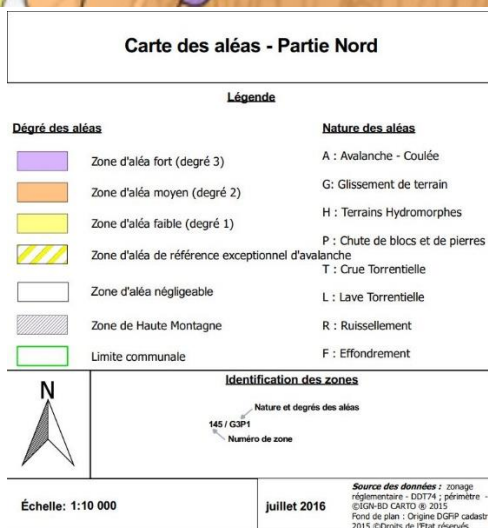 Carte des aléas - Partie Nord
Légende
Dégré des aléas
Zone d'aléa fort (degré 3)
Zone d'aléa moyen (degré 2)
Zone d'aléa faible (degré 1)
Zone d'aléa de référence exceptionnel d'avalanche
Zone d'aléa négligeable
Zone de Haute Montagne
Limite communale
Nature des aléas
A : Avalanche - Coulée
G: Glissement de terrain
H : Terrains Hydromorphes
P : Chute de blocs et de pierres
T : Crue Torrentielle
L : Lave Torrentielle
R : Ruissellement
F : Effondrement
N
Identification des zones
Nature et degrés des aléas
145 / G3P1
Numéro de zone
Échelle: 1:10 000
juillet 2016
Source des données : zonage
réglementaire - DDT74 ; périmètre -
©IGN-BD CARTO ® 2015
Fond de plan : Origine DGFiP cadastre
2015 ©Droits de l'Etat réservés